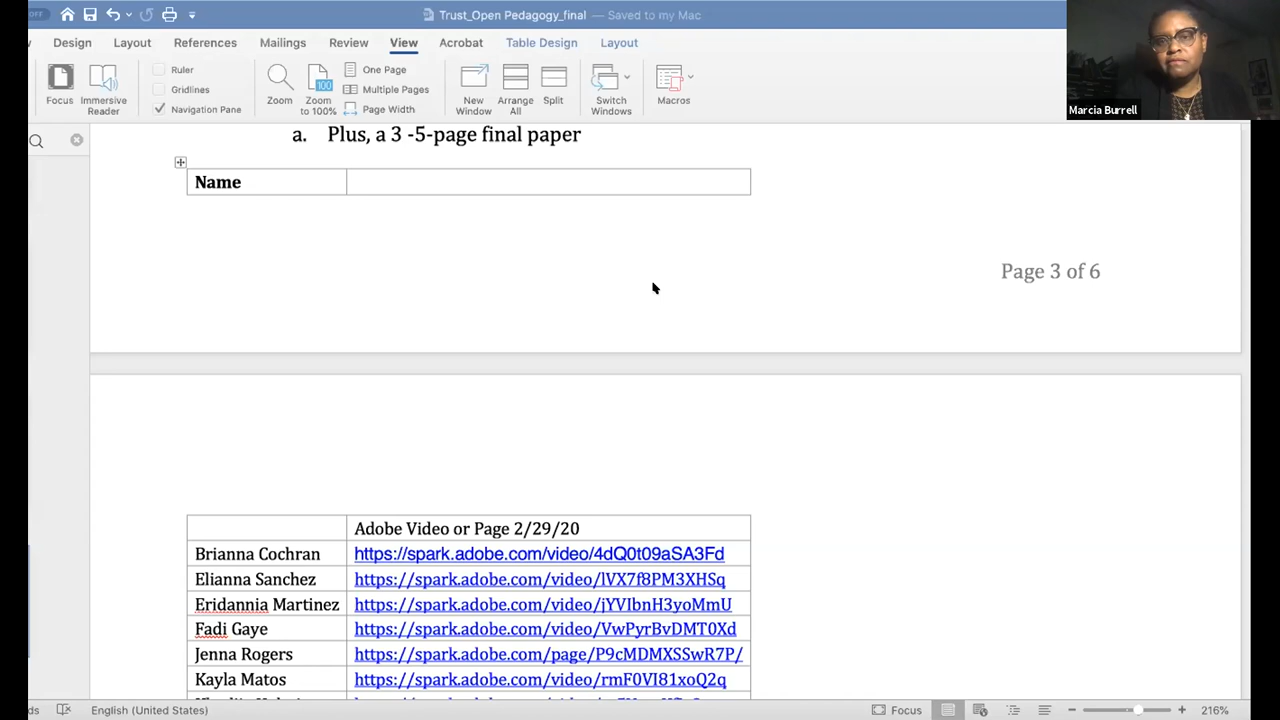 OFF
Trust_Open Pedagogy_final — Saved to my Mac
Design Layout References Mailings Review View Acrobat Table Design Layout
Ruler
Gridlines
Navigation Pane
Focus
Immersive
Reader
Zoom
Zoom
to 100%
100
One Page
Multiple Pages
Page Width
New
Window
Arrange
All
Split
Switch
Windows
Macros
Marcia Burrell
a. Plus, a 3 -5-page final paper
Name
Page 3 of 6
Adobe Video or Page 2/29/20
Brianna Cochran https://spark.adobe.com/video/4dQ0t09aSA3Fd
Elianna Sanchez https://spark.adobe.com/video/lVX7f8PM3XHSq
Eridannia Martinez https://spark.adobe.com/video/jYVIbnH3yoMmU
Fadi Gaye https://spark.adobe.com/video/VwPyrBvDMT0Xd
Jenna Rogers https://spark.adobe.com/page/P9cMDMXSSwR7P/
Kayla Matos https://spark.adobe.com/video/rmF0VI81xoQ2q
ds English (United States) Focus 216%